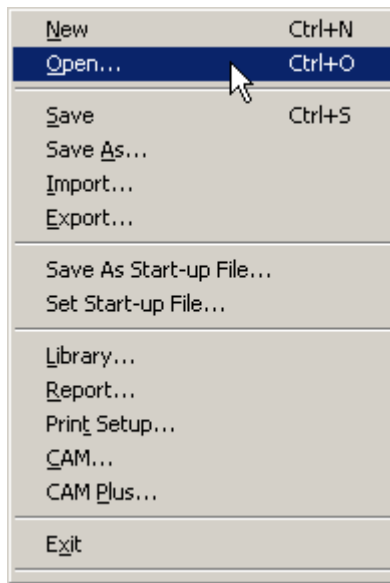 New Ctrl+N
Open... Ctrl+O
Save Ctrl+S
Save As...
Import...
Export...
Save As Start-up File...
Set Start-up File...
Library...
Report...
Print Setup...
CAM...
CAM Plus...
Exit